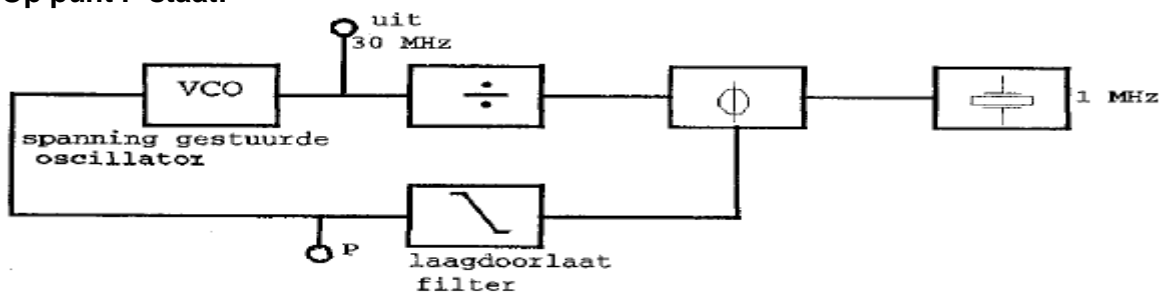 Op punt P staat:
uit
30 MHz
VCO
÷
Φ
1 MHz
spanning gestuurde
oscillator
P
laagdoorlaat
filter